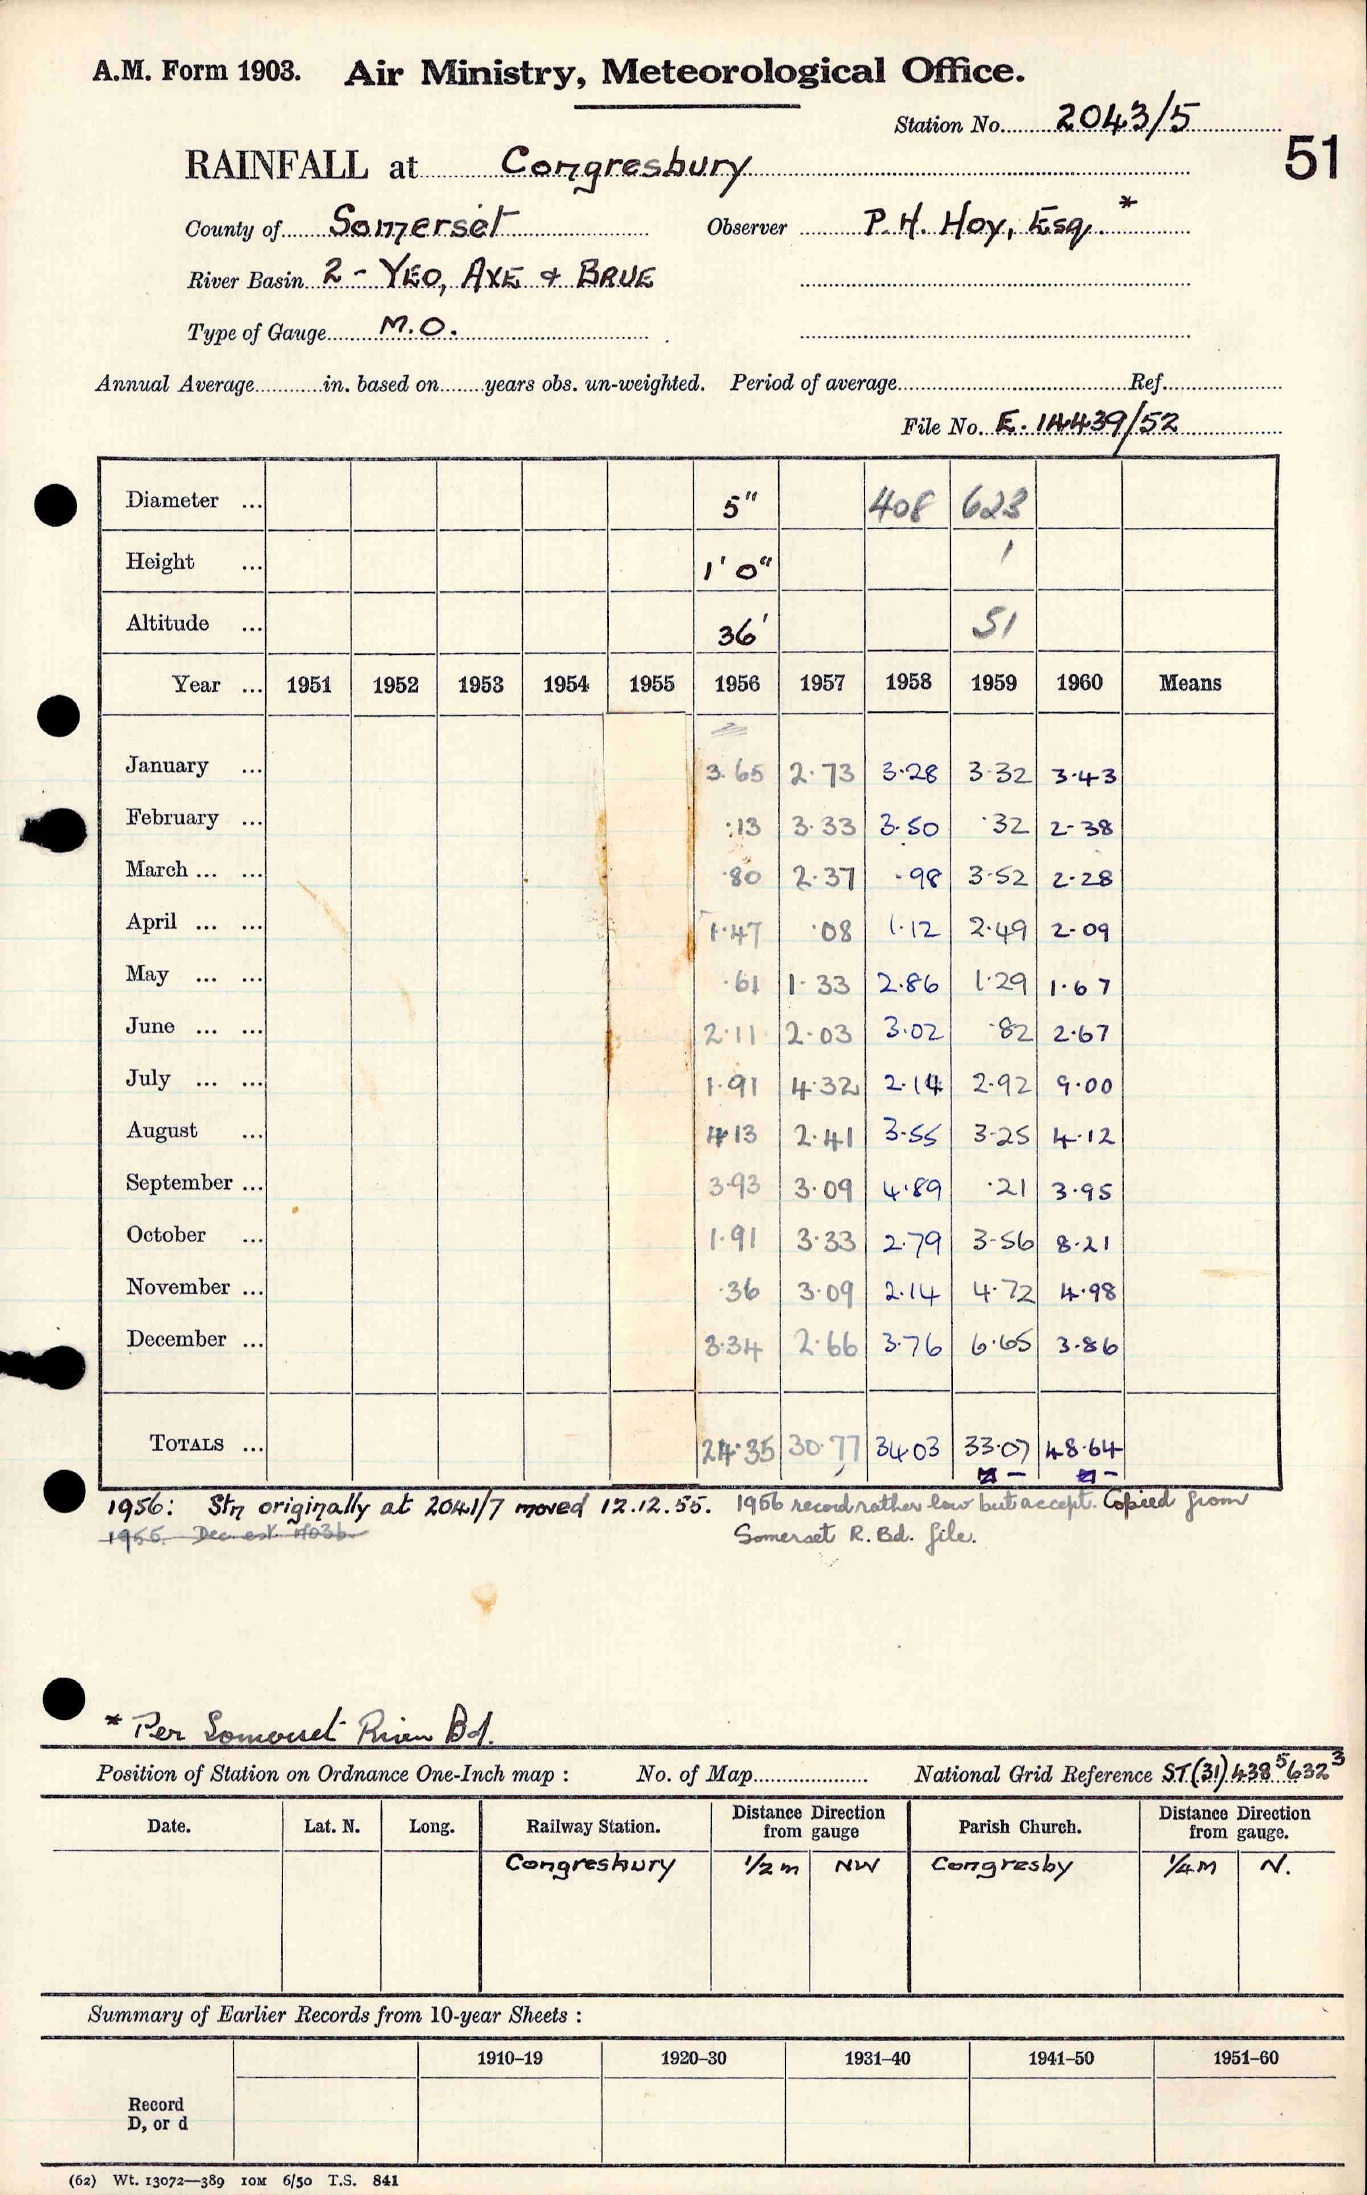 A.M. Form 1903. Air Ministry, Meteorological Office.
Station No. 2043/5
51
RAINFALL at Congresbury
County of Somerset Observer P. H. Hoy, Esq. *
River Basin 2 - YEO, AXE & BRUE
Type of Gauge M.O.
Annual Average in. based on years obs. un-weighted. Period of average Ref.
File No. E. 14439/52
Diameter ... 5" 408 623
Height ... 1' 0" 1
Altitude ... 36' 51
Year ... 1951 1952 1953 1954 1955 1956 1957 1958 1959 1960 Means
January ... 3.65 2.73 3.28 3.32 3.43
February ... .13 3.33 3.50 .32 2.38
March ... ... .80 2.37 .98 3.52 2.28
April ... ... 1.47 .08 1.12 2.49 2.09
May ... ... .61 1.33 2.86 1.29 1.67
June ... ... 2.11 2.03 3.02 .82 2.67
July ... ... 1.91 4.32 2.14 2.92 9.00
August ... 4.13 2.41 3.55 3.25 4.12
September ... 3.93 3.09 4.89 .21 3.95
October ... 1.91 3.33 2.79 3.56 8.21
November ... .36 3.09 2.14 4.72 4.98
December ... 3.34 2.66 3.76 6.65 3.86
TOTALS ... 24.35 30.77 34.03 33.07 48.64
1956: Stn originally at 2041/7 moved 12.12.55. 1956 record rather low but accept. Copied from
1955. Dec est
Somerset R. Bd. file.
* Per Somerset River Bd.
Position of Station on Ordnance One-Inch map : No. of Map National Grid Reference ST(31) 438⁵ 632³
Date. Lat. N. Long. Railway Station. Distance Direction from gauge Parish Church. Distance Direction from gauge.
Congresbury 1/2 m NW Congresby 1/4 M N.
Summary of Earlier Records from 10-year Sheets :
1910–19 1920–30 1931–40 1941–50 1951–60
Record
D, or d
(62) Wt. 13072—389 10M 6/50 T.S. 841